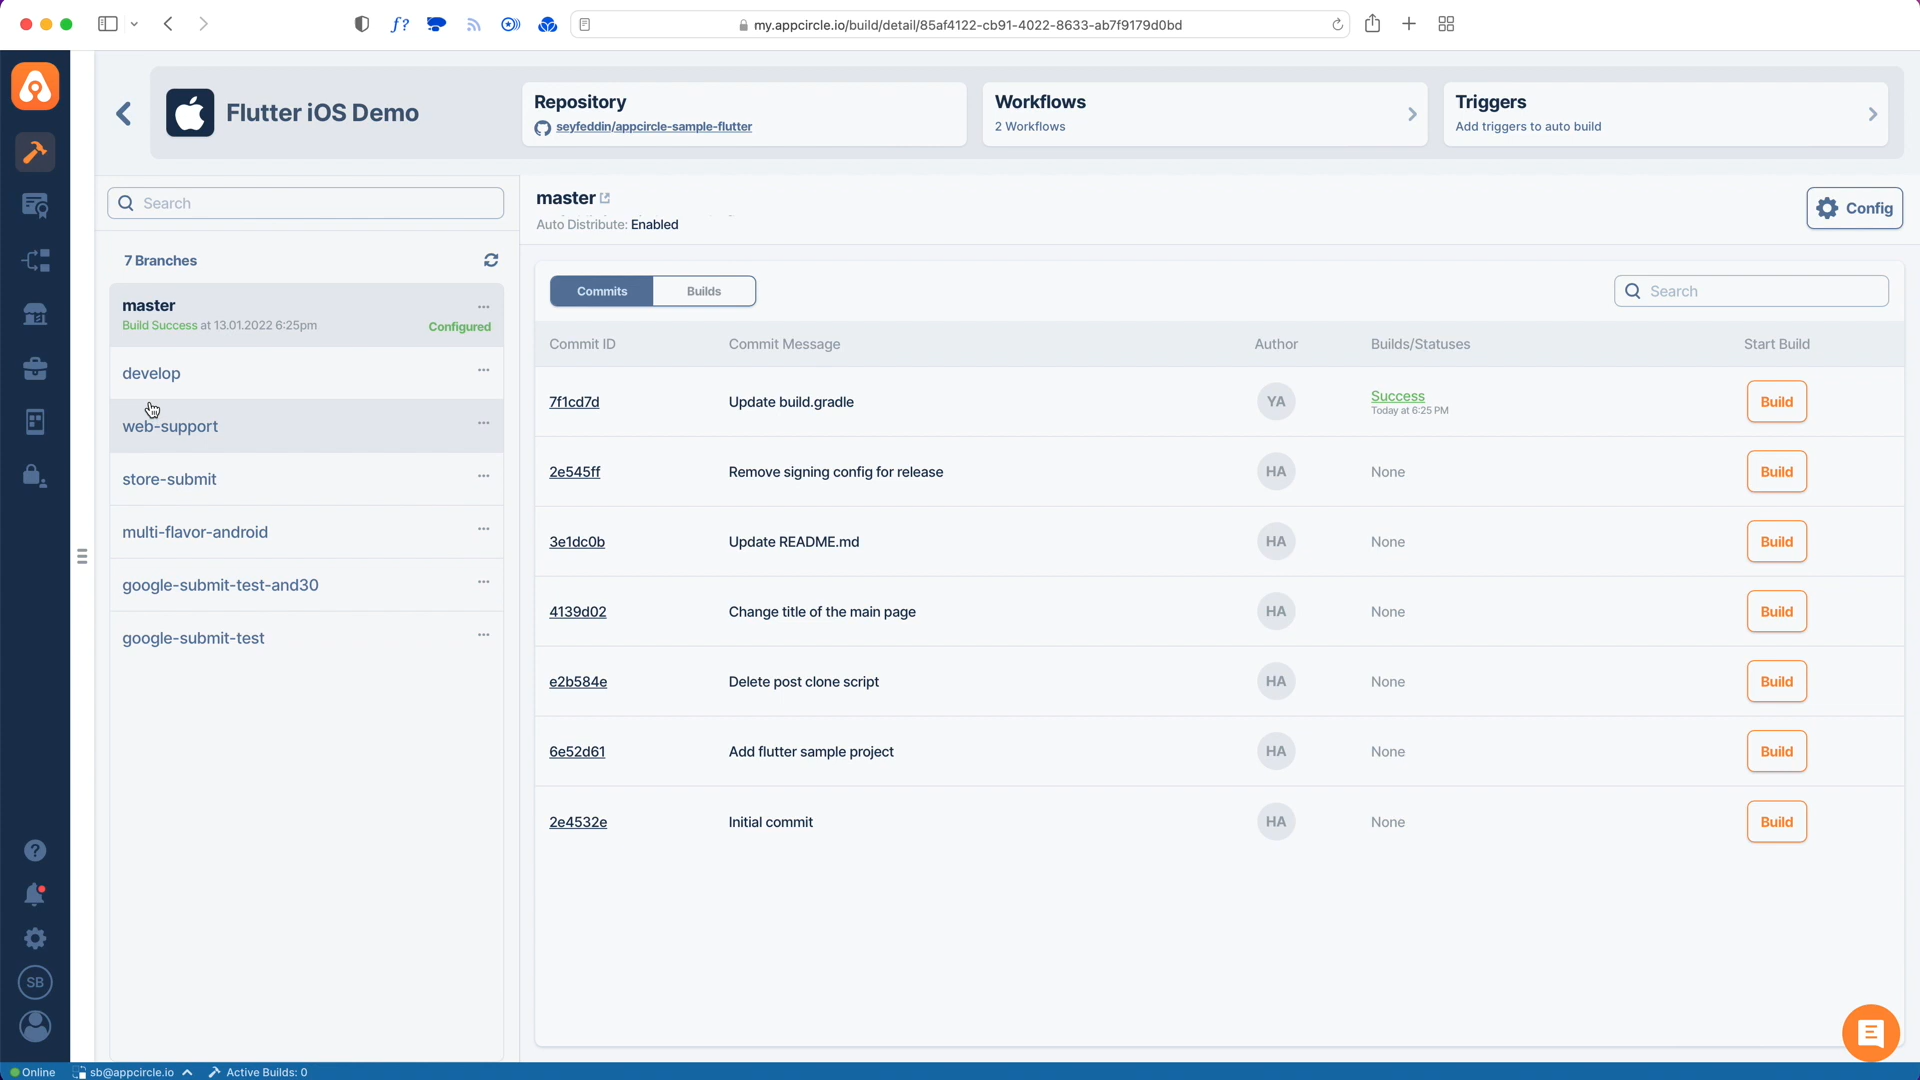 my.appcircle.io/build/detail/85af4122-cb91-4022-8633-ab7f9179d0bd
Flutter iOS Demo
Repository
seyfeddin/appcircle-sample-flutter
Workflows
2 Workflows
Triggers
Add triggers to auto build
Search
master
Auto Distribute: Enabled
Config
7 Branches
master
Build Success at 13.01.2022 6:25pm
Configured
develop
web-support
store-submit
multi-flavor-android
google-submit-test-and30
google-submit-test
Commits
Builds
Search
Commit ID
Commit Message
Author
Builds/Statuses
Start Build
7f1cd7d
Update build.gradle
YA
Success
Today at 6:25 PM
Build
2e545ff
Remove signing config for release
HA
None
Build
3e1dc0b
Update README.md
HA
None
Build
4139d02
Change title of the main page
HA
None
Build
e2b584e
Delete post clone script
HA
None
Build
6e52d61
Add flutter sample project
HA
None
Build
2e4532e
Initial commit
HA
None
Build
SB
Online
sb@appcircle.io
Active Builds: 0